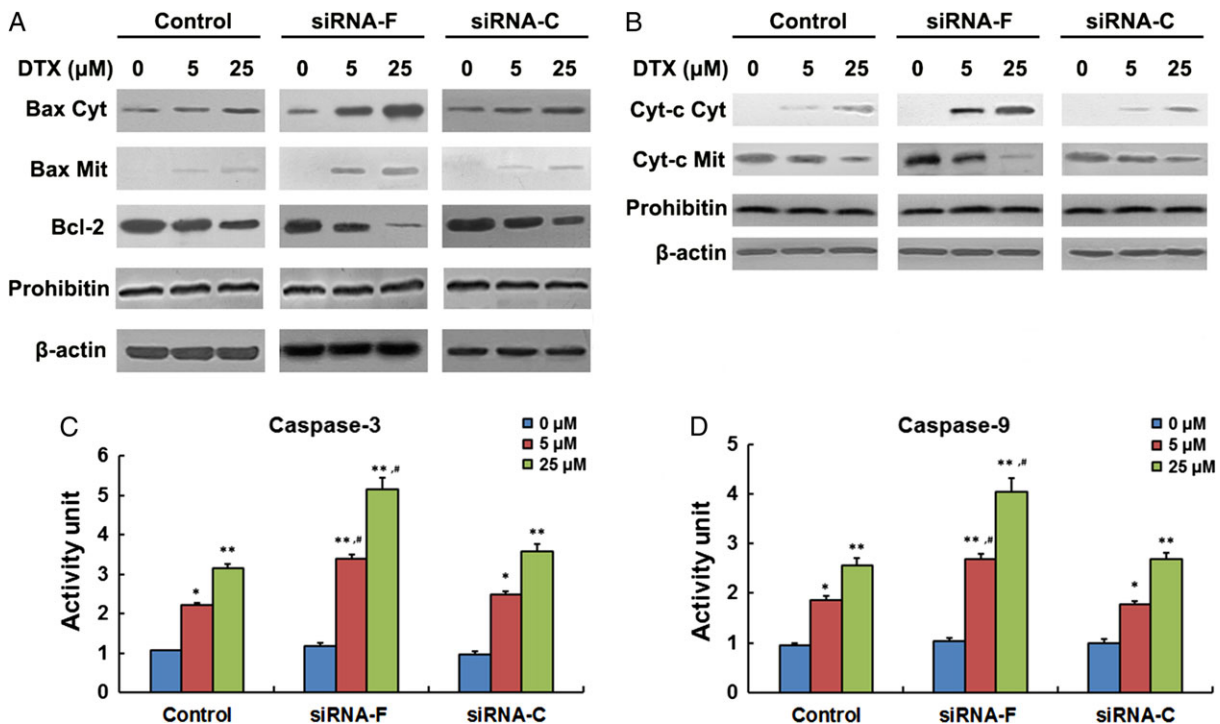 A
Control siRNA-F siRNA-C
DTX (µM) 0 5 25 0 5 25 0 5 25
Bax Cyt
Bax Mit
Bcl-2
Prohibitin
β-actin
B
Control siRNA-F siRNA-C
DTX (µM) 0 5 25 0 5 25 0 5 25
Cyt-c Cyt
Cyt-c Mit
Prohibitin
β-actin
C
Caspase-3
0 µM
5 µM
25 µM
Activity unit
6
5
4
3
2
1
0
* ** **,# **,# * **
Control siRNA-F siRNA-C
D
Caspase-9
0 µM
5 µM
25 µM
Activity unit
5
4
3
2
1
0
* ** **,# **,# * **
Control siRNA-F siRNA-C